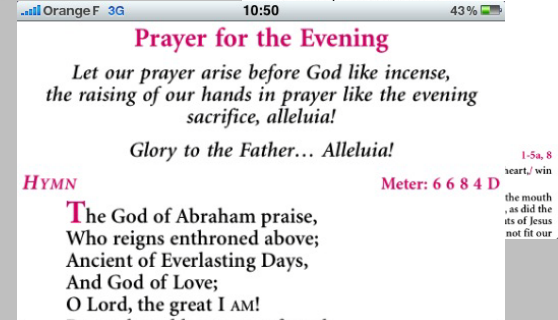 Orange F 3G 10:50 43%
Prayer for the Evening
Let our prayer arise before God like incense,
the raising of our hands in prayer like the evening
sacrifice, alleluia!
Glory to the Father… Alleluia!
HYMN Meter: 6 6 8 4 D
The God of Abraham praise,
Who reigns enthroned above;
Ancient of Everlasting Days,
And God of Love;
O Lord, the great I AM!
1-5a, 8
heart,/ win
the mouth
, as did the
of Jesus
not fit our